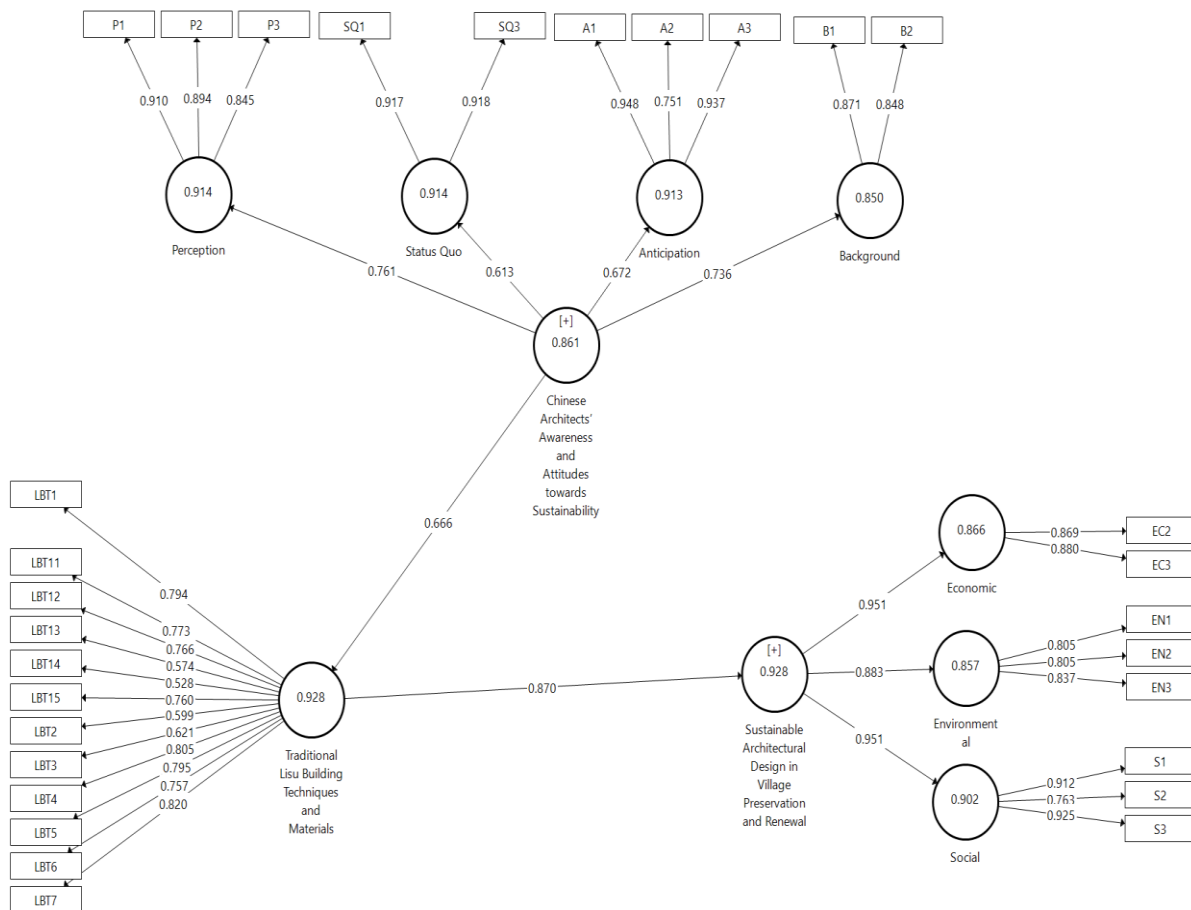 P1
P2
P3
SQ1
SQ3
A1
A2
A3
B1
B2
0.910
0.894
0.845
0.917
0.918
0.948
0.751
0.937
0.871
0.848
0.914
0.914
0.913
0.850
Perception
Status Quo
Anticipation
Background
0.761
0.613
0.672
0.736
[+]
0.861
Chinese
Architects'
Awareness
and
Attitudes
towards
Sustainability
0.666
LBT1
LBT11
LBT12
LBT13
LBT14
LBT15
LBT2
LBT3
LBT4
LBT5
LBT6
LBT7
0.794
0.773
0.766
0.574
0.528
0.760
0.599
0.621
0.805
0.795
0.757
0.820
0.928
Traditional
Lisu Building
Techniques
and
Materials
0.870
[+]
0.928
Sustainable
Architectural
Design in
Village
Preservation
and Renewal
0.951
0.883
0.951
0.866
Economic
0.869
0.880
EC2
EC3
0.857
Environment
al
0.805
0.805
0.837
EN1
EN2
EN3
0.902
Social
0.912
0.763
0.925
S1
S2
S3